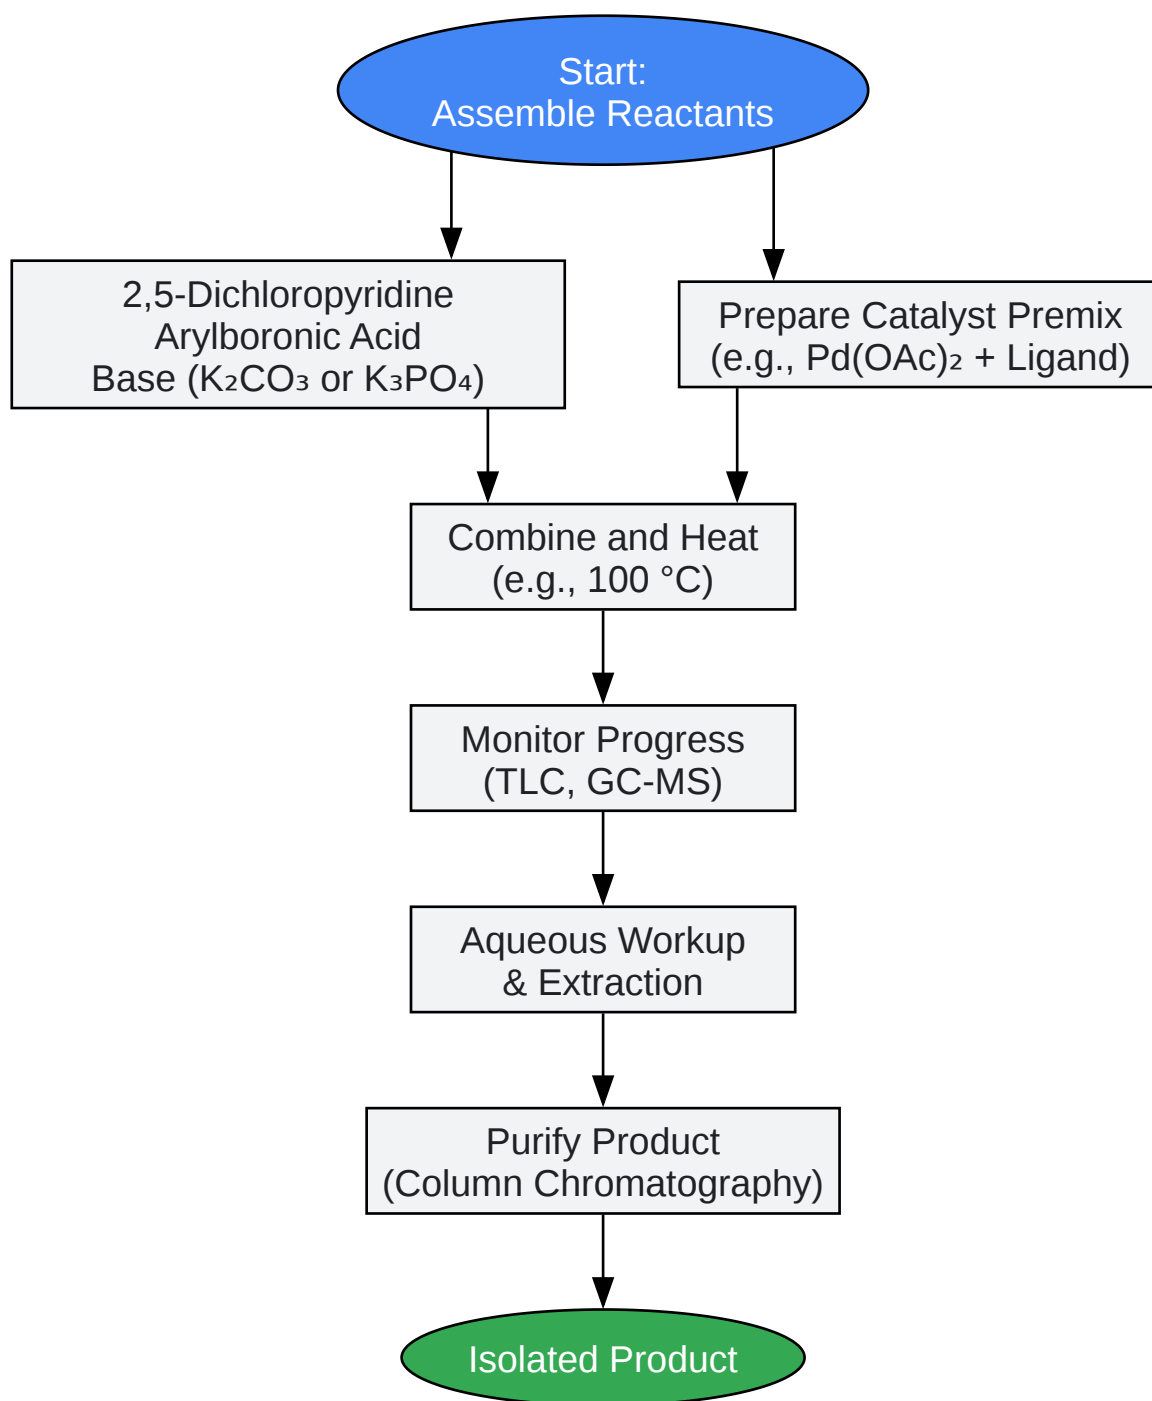 Start:
Assemble Reactants
2,5-Dichloropyridine
Arylboronic Acid
Base (K₂CO₃ or K₃PO₄)
Prepare Catalyst Premix
(e.g., Pd(OAc)₂ + Ligand)
Combine and Heat
(e.g., 100 °C)
Monitor Progress
(TLC, GC-MS)
Aqueous Workup
& Extraction
Purify Product
(Column Chromatography)
Isolated Product